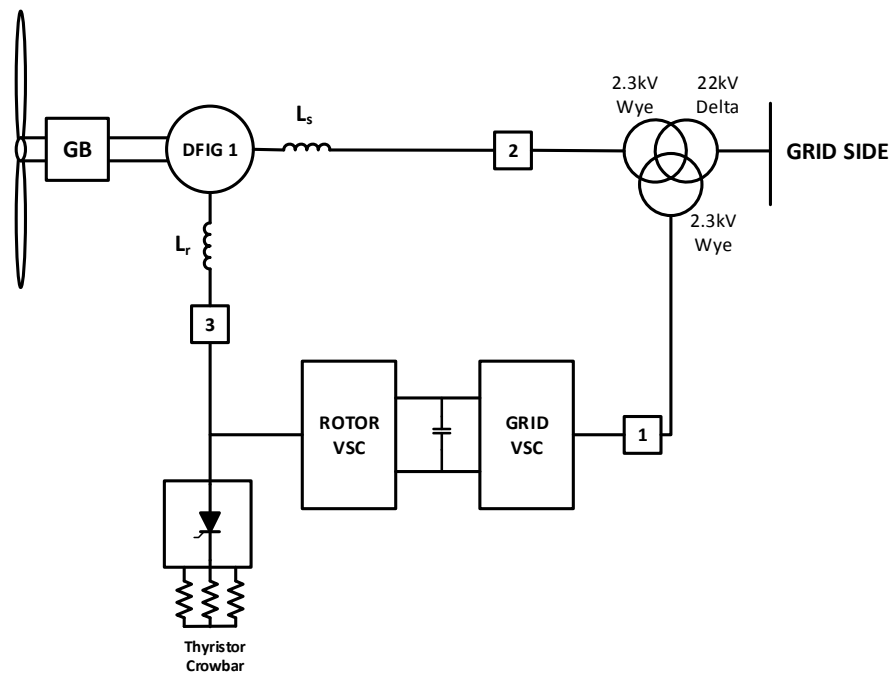 2.3kV
Wye
22kV
Delta
Ls
GB
DFIG 1
2
GRID SIDE
2.3kV
Wye
Lr
3
ROTOR
VSC
GRID
VSC
1
Thyristor
Crowbar